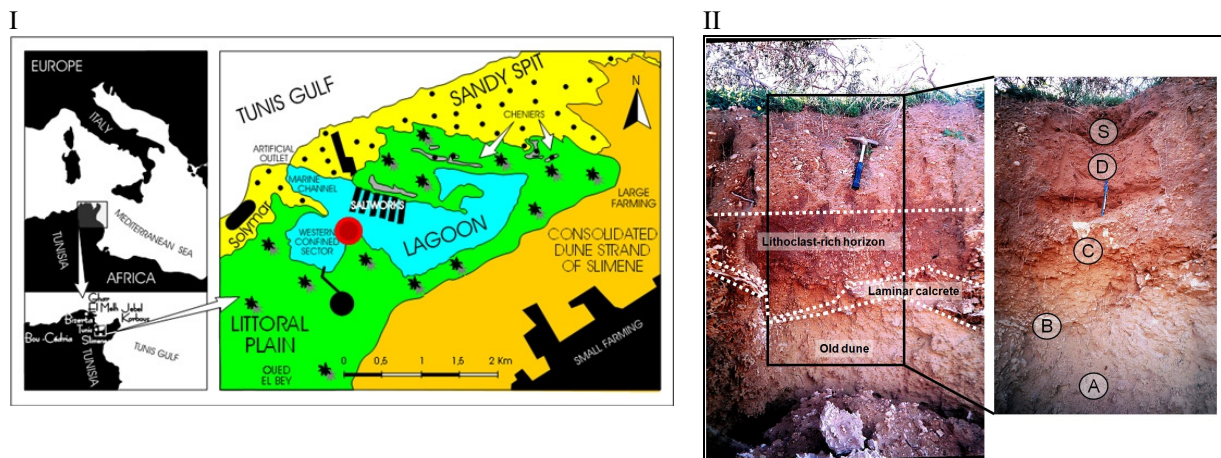 I
EUROPE
ITALY
MEDITERRANEAN SEA
TUNISIA
AFRICA
Ghar
El Melh
Jebel
Korbous
Bizerta
Tunis
Slimene
Bou-Cedria
TUNISIA
TUNIS GULF
TUNIS GULF
SANDY SPIT
N
CHENIERS
ARTIFICIAL
OUTLET
MARINE
CHANNEL
SALTWORKS
Solymar
WESTERN
CONFINED
SECTOR
LAGOON
LARGE
FARMING
CONSOLIDATED
DUNE STRAND
OF SLIMENE
LITTORAL
PLAIN
SMALL FARMING
0 0,5 1 1,5 2 Km
OUED
EL BEY
II
Lithoclast-rich horizon
Laminar calcrete
Old dune
S
D
C
B
A